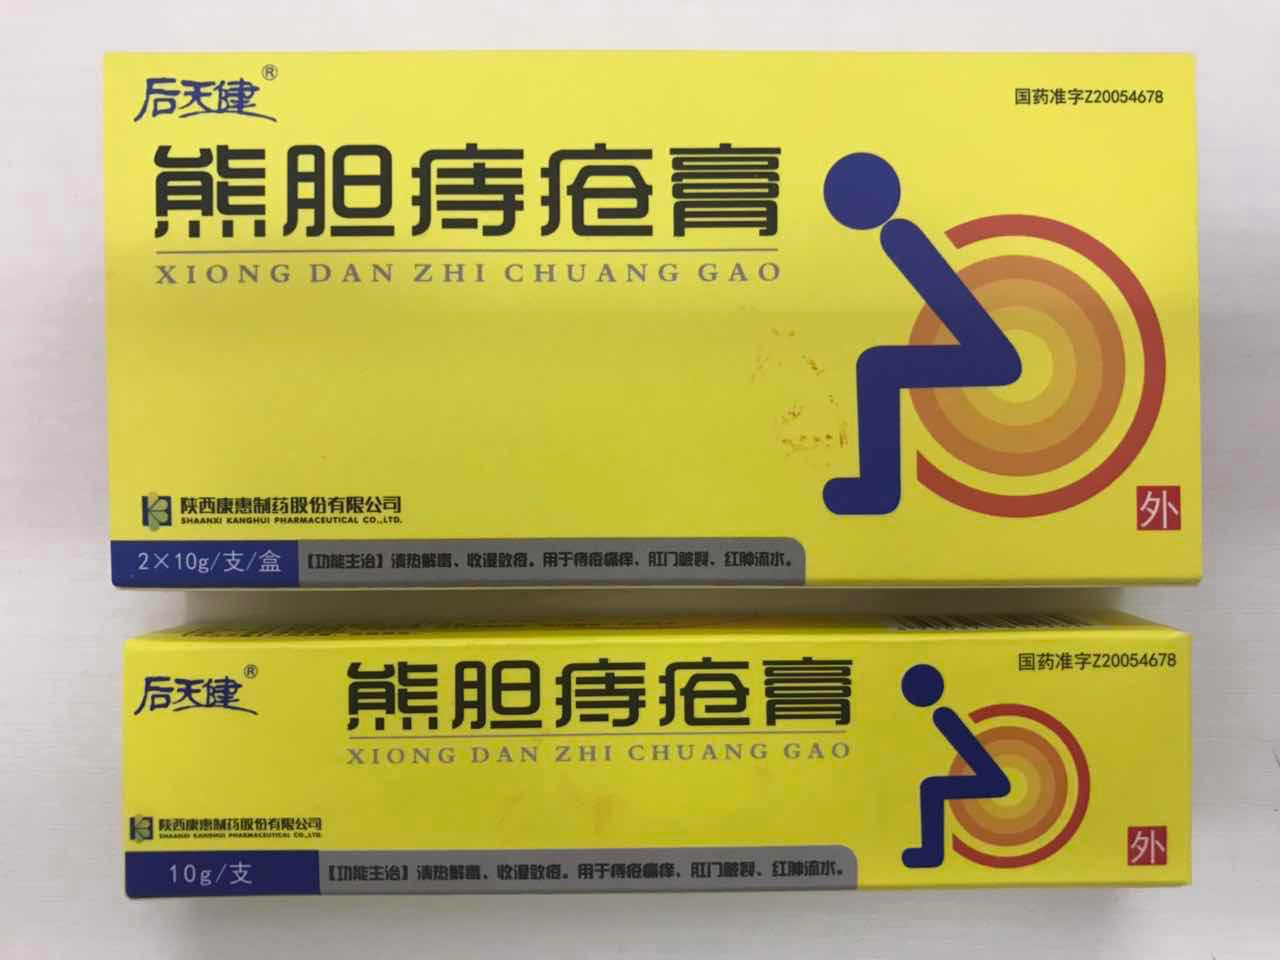 后天健®
国药准字Z20054678
熊胆痔疮膏
XIONG DAN ZHI CHUANG GAO
陕西康惠制药股份有限公司
SHAANXI KANGHUI PHARMACEUTICAL CO.,LTD.
外
2×10g/支/盒
【功能主治】清热解毒、收湿敛疮。用于痔疮痛痒、肛门皲裂、红肿流水。
后天健®
国药准字Z20054678
熊胆痔疮膏
XIONG DAN ZHI CHUANG GAO
陕西康惠制药股份有限公司
SHAANXI KANGHUI PHARMACEUTICAL CO.,LTD.
外
10g/支
【功能主治】清热解毒、收湿敛疮。用于痔疮痛痒、肛门皲裂、红肿流水。